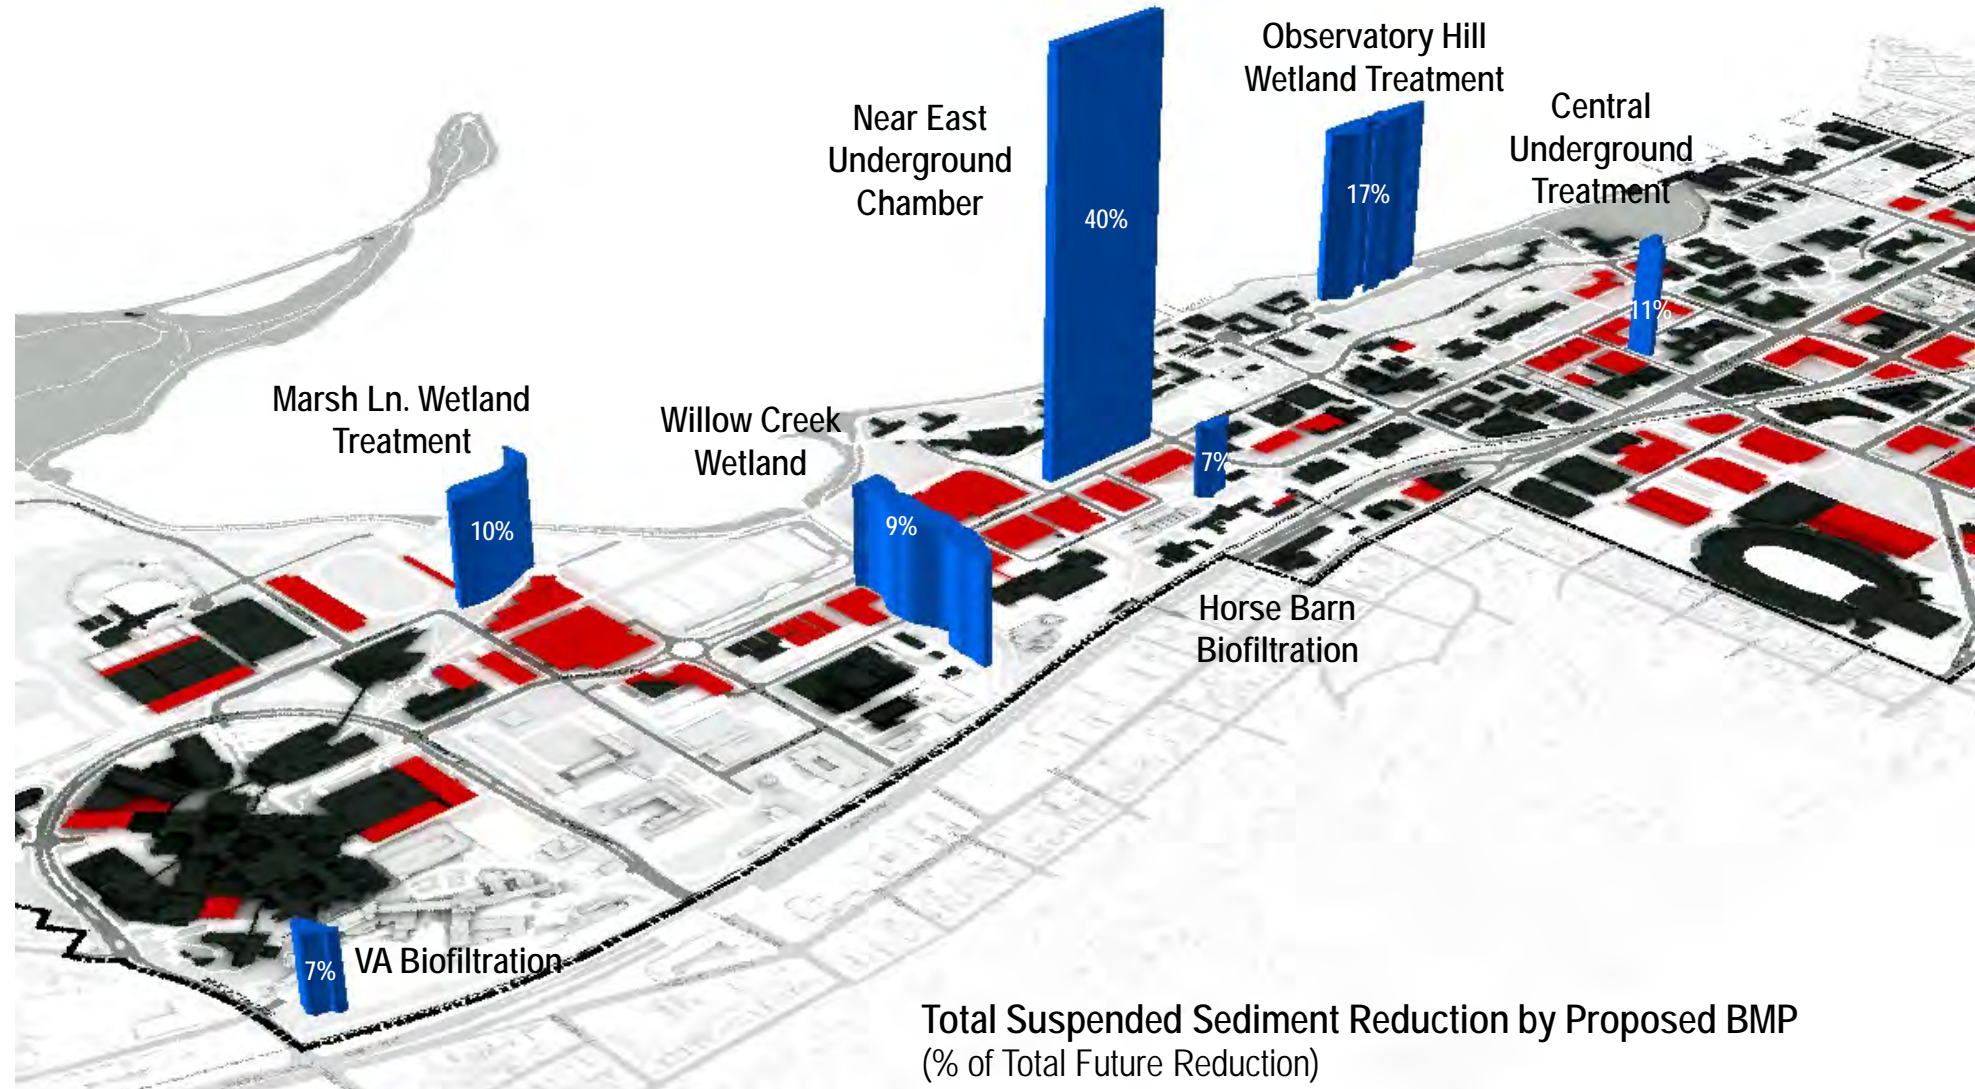 Observatory Hill
Wetland Treatment
Near East
Underground
Chamber
Central
Underground
Treatment
17%
40%
11%
Marsh Ln. Wetland
Treatment
Willow Creek
Wetland
7%
10%
9%
Horse Barn
Biofiltration
7%
VA Biofiltration
Total Suspended Sediment Reduction by Proposed BMP
(% of Total Future Reduction)